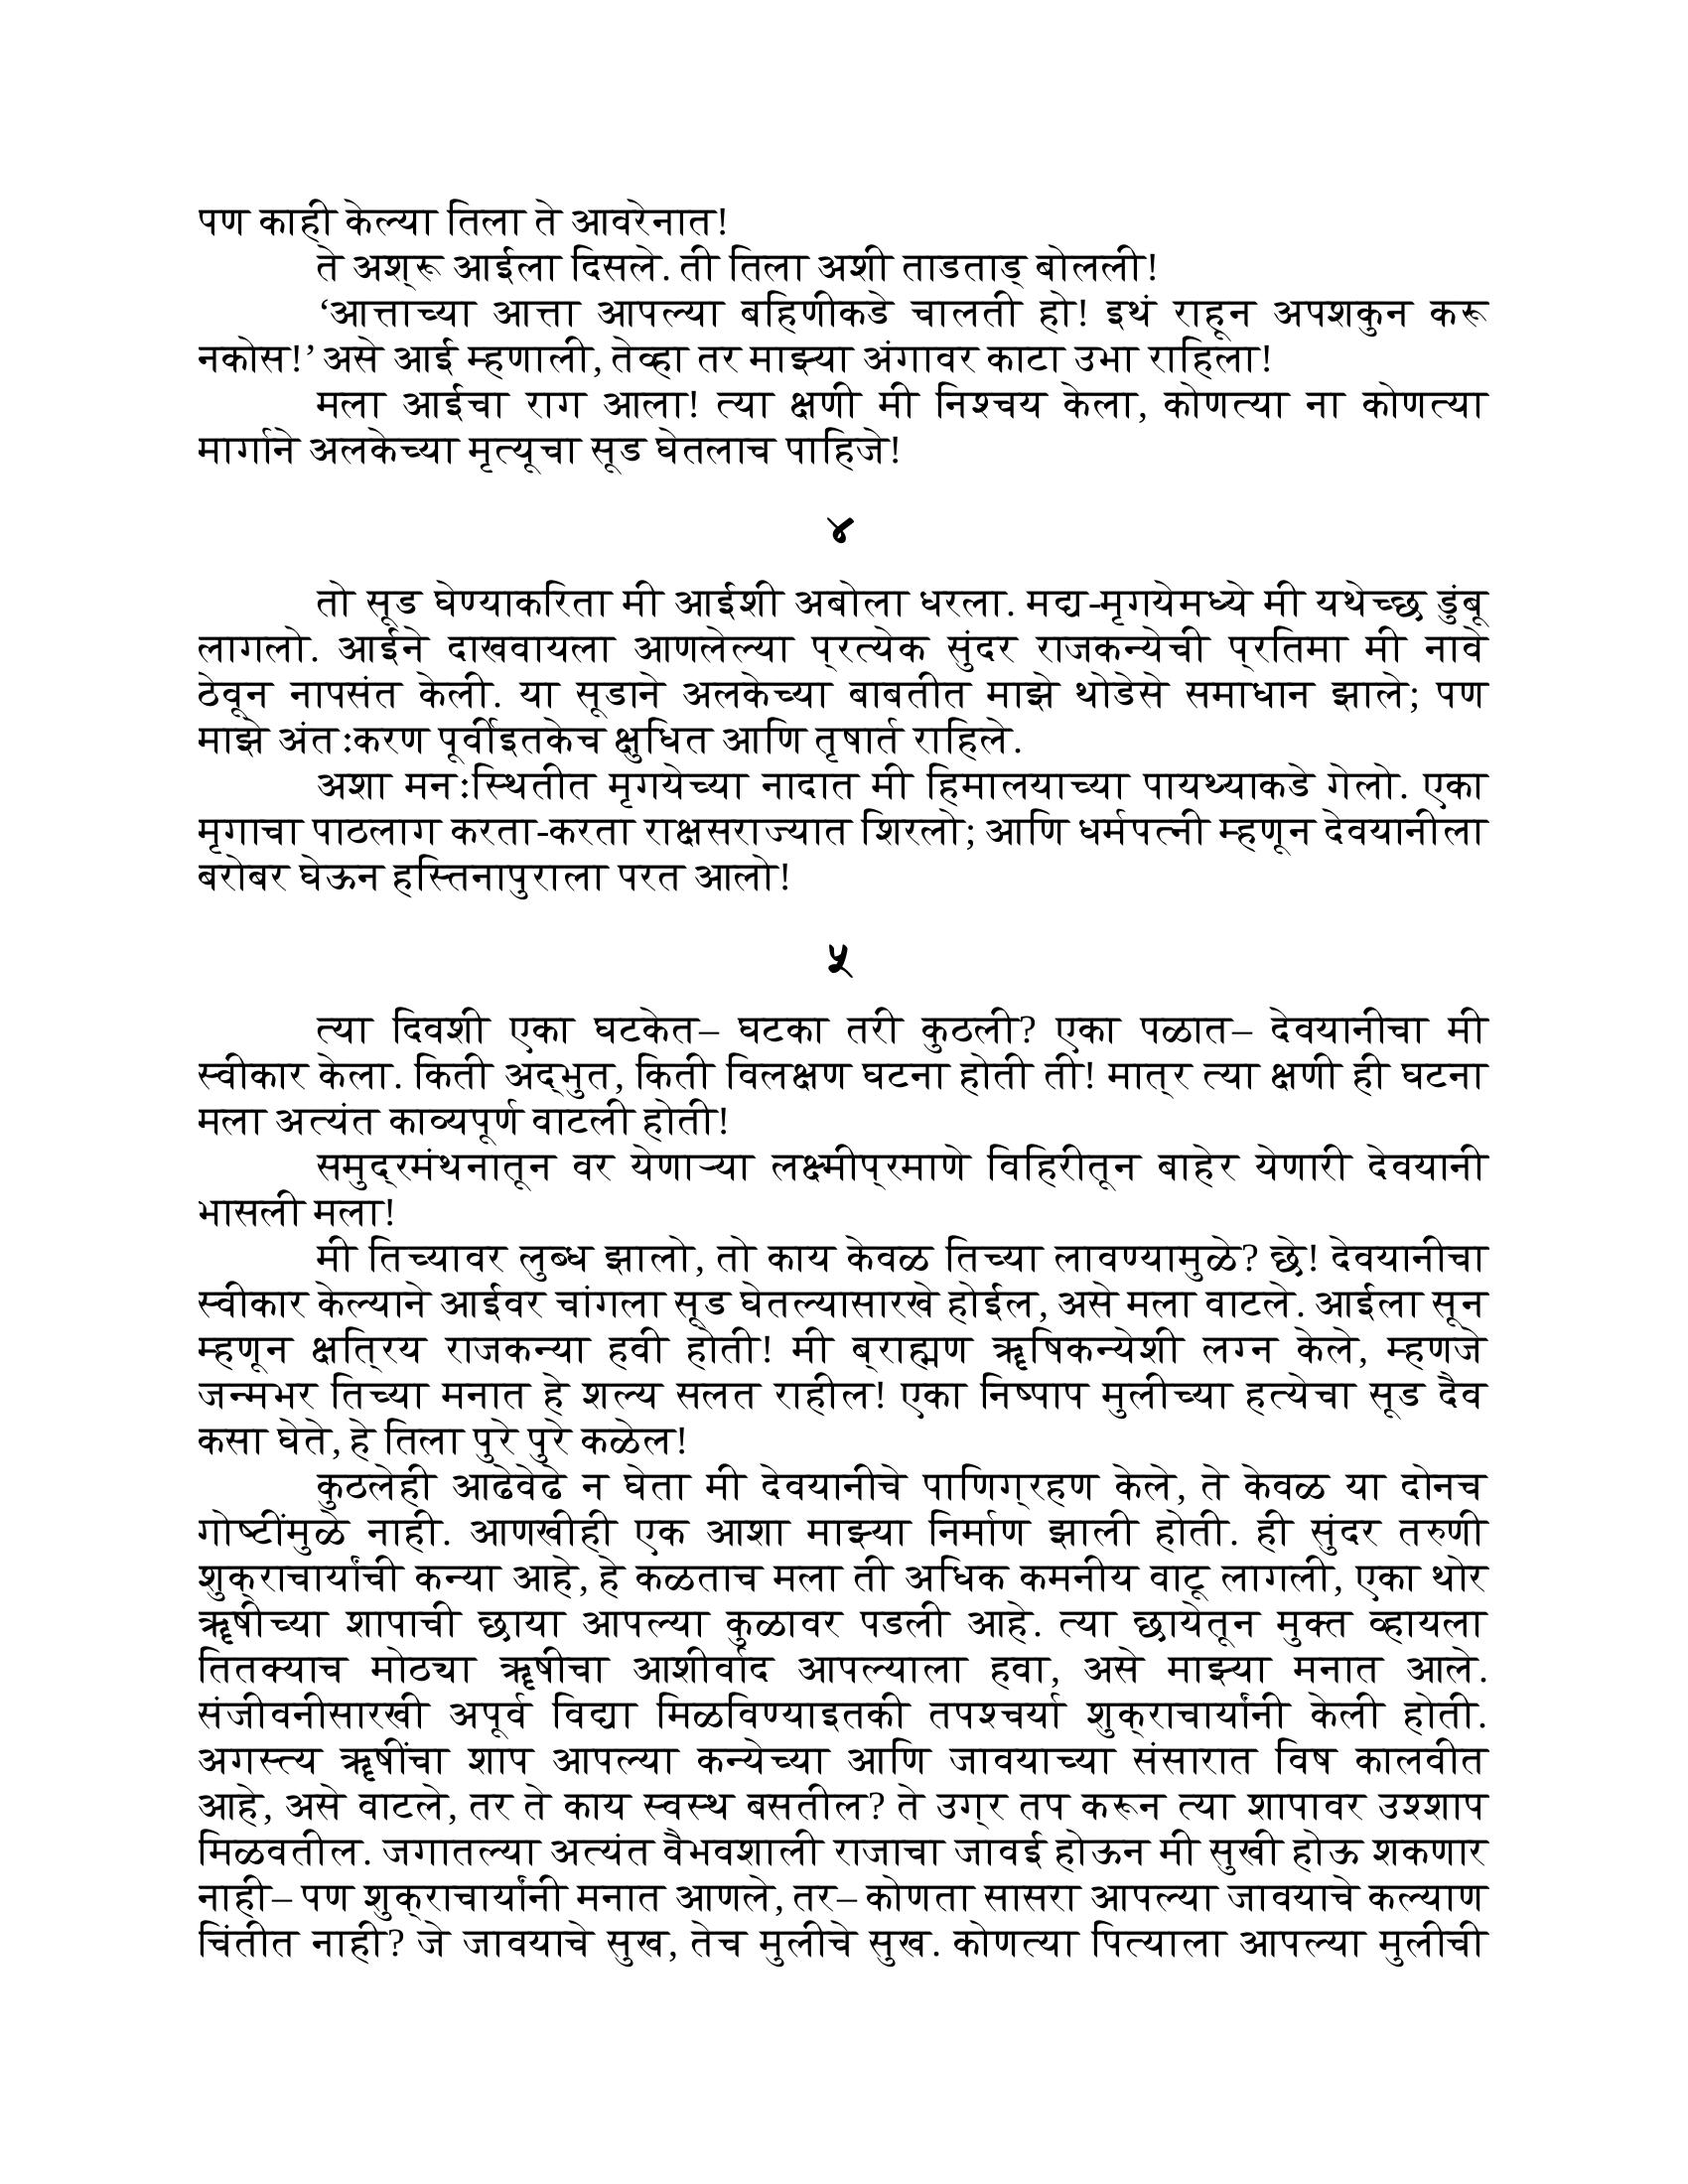 पण काही केल्या तिला ते आवरेनात!
ते अश्रू आईला दिसले. ती तिला अशी ताडताड् बोलली!
‘आत्ताच्या आत्ता आपल्या बहिणीकडे चालती हो! इथं राहून अपशकुन करू
नकोस!’ असे आई म्हणाली, तेव्हा तर माझ्या अंगावर काटा उभा राहिला!
मला आईचा राग आला! त्या क्षणी मी निश्चय केला, कोणत्या ना कोणत्या
मार्गाने अलकेच्या मृत्यूचा सूड घेतलाच पाहिजे!
४
तो सूड घेण्याकरिता मी आईशी अबोला धरला. मद्य-मृगयेमध्ये मी यथेच्छ डुंबू
लागलो. आईने दाखवायला आणलेल्या प्रत्येक सुंदर राजकन्येची प्रतिमा मी नावे
ठेवून नापसंत केली. या सूडाने अलकेच्या बाबतीत माझे थोडेसे समाधान झाले; पण
माझे अंतःकरण पूर्वीइतकेच क्षुधित आणि तृषार्त राहिले.
अशा मनःस्थितीत मृगयेच्या नादात मी हिमालयाच्या पायथ्याकडे गेलो. एका
मृगाचा पाठलाग करता-करता राक्षसराज्यात शिरलो; आणि धर्मपत्नी म्हणून देवयानीला
बरोबर घेऊन हस्तिनापुराला परत आलो!
५
त्या दिवशी एका घटकेत– घटका तरी कुठली? एका पळात– देवयानीचा मी
स्वीकार केला. किती अद्‌भुत, किती विलक्षण घटना होती ती! मात्र त्या क्षणी ही घटना
मला अत्यंत काव्यपूर्ण वाटली होती!
समुद्रमंथनातून वर येणाऱ्या लक्ष्मीप्रमाणे विहिरीतून बाहेर येणारी देवयानी
भासली मला!
मी तिच्यावर लुब्ध झालो, तो काय केवळ तिच्या लावण्यामुळे? छे! देवयानीचा
स्वीकार केल्याने आईवर चांगला सूड घेतल्यासारखे होईल, असे मला वाटले. आईला सून
म्हणून क्षत्रिय राजकन्या हवी होती! मी ब्राह्मण ॠषिकन्येशी लग्न केले, म्हणजे
जन्मभर तिच्या मनात हे शल्य सलत राहील! एका निष्पाप मुलीच्या हत्येचा सूड दैव
कसा घेते, हे तिला पुरे पुरे कळेल!
कुठलेही आढेवेढे न घेता मी देवयानीचे पाणिग्रहण केले, ते केवळ या दोनच
गोष्टींमुळे नाही. आणखीही एक आशा माझ्या निर्माण झाली होती. ही सुंदर तरुणी
शुक्राचार्यांची कन्या आहे, हे कळताच मला ती अधिक कमनीय वाटू लागली, एका थोर
ॠषीच्या शापाची छाया आपल्या कुळावर पडली आहे. त्या छायेतून मुक्त व्हायला
तितक्याच मोठ्या ॠषीचा आशीर्वाद आपल्याला हवा, असे माझ्या मनात आले.
संजीवनीसारखी अपूर्व विद्या मिळविण्याइतकी तपश्चर्या शुक्राचार्यांनी केली होती.
अगस्त्य ॠषींचा शाप आपल्या कन्येच्या आणि जावयाच्या संसारात विष कालवीत
आहे, असे वाटले, तर ते काय स्वस्थ बसतील? ते उग्र तप करून त्या शापावर उश्शाप
मिळवतील. जगातल्या अत्यंत वैभवशाली राजाचा जावई होऊन मी सुखी होऊ शकणार
नाही– पण शुक्राचार्यांनी मनात आणले, तर– कोणता सासरा आपल्या जावयाचे कल्याण
चिंतीत नाही? जे जावयाचे सुख, तेच मुलीचे सुख. कोणत्या पित्याला आपल्या मुलीची